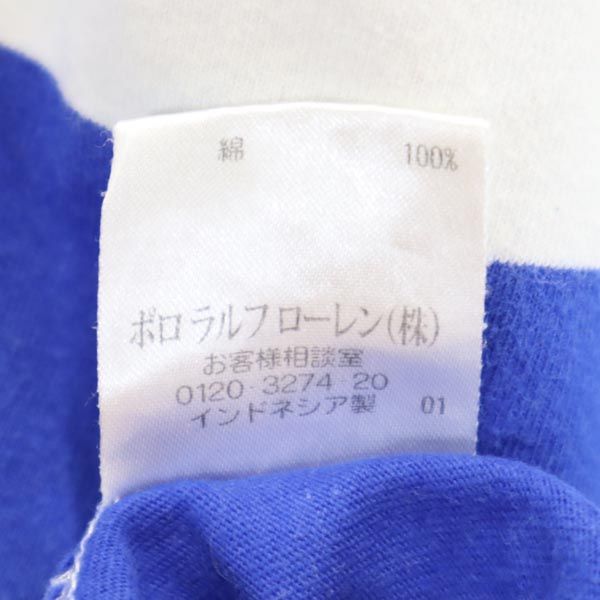 綿 100%
ポロ ラルフ ローレン(株)
お客様相談室
0120-3274-20
インドネシア製 01